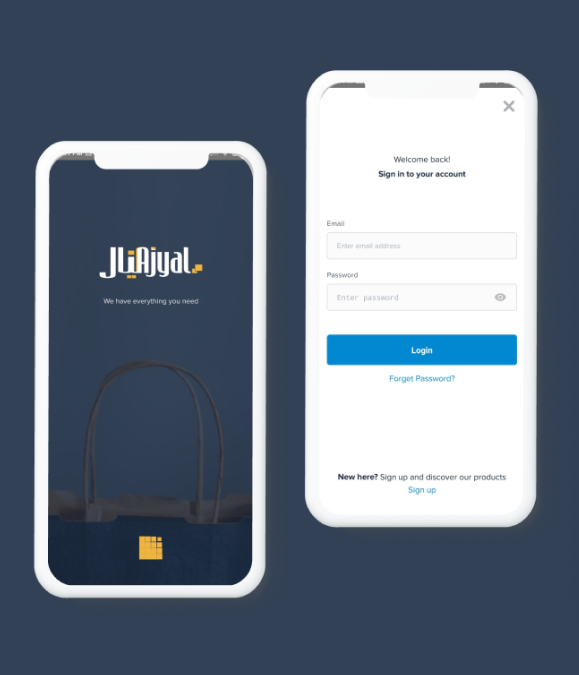 Ajyal
We have everything you need
Welcome back!
Sign in to your account
Email
Enter email address
Password
Enter password
Login
Forget Password?
New here? Sign up and discover our products
Sign up